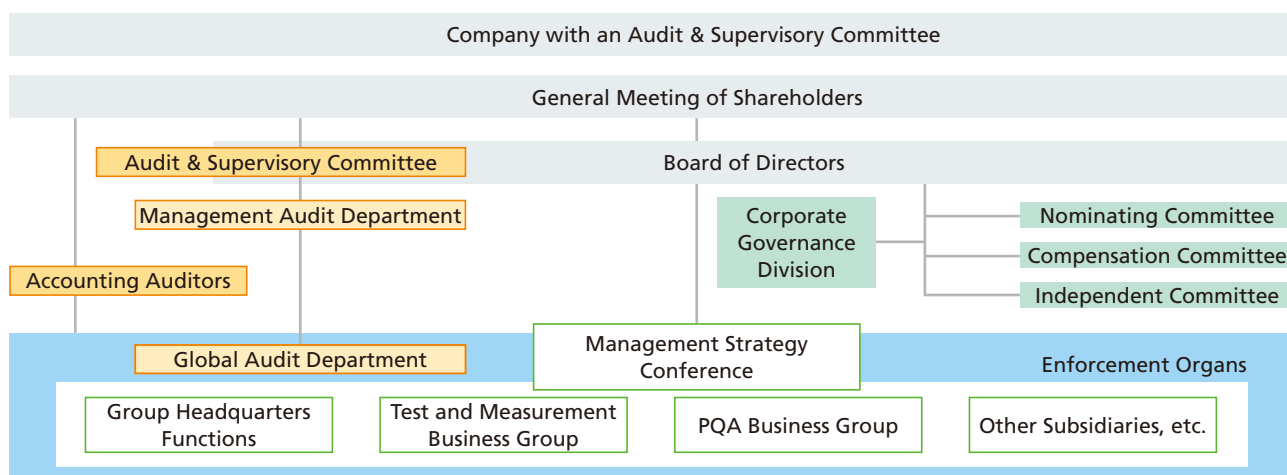 Company with an Audit & Supervisory Committee
General Meeting of Shareholders
Audit & Supervisory Committee
Board of Directors
Management Audit Department
Corporate
Governance
Division
Nominating Committee
Compensation Committee
Independent Committee
Accounting Auditors
Global Audit Department
Management Strategy
Conference
Enforcement Organs
Group Headquarters
Functions
Test and Measurement
Business Group
PQA Business Group
Other Subsidiaries, etc.